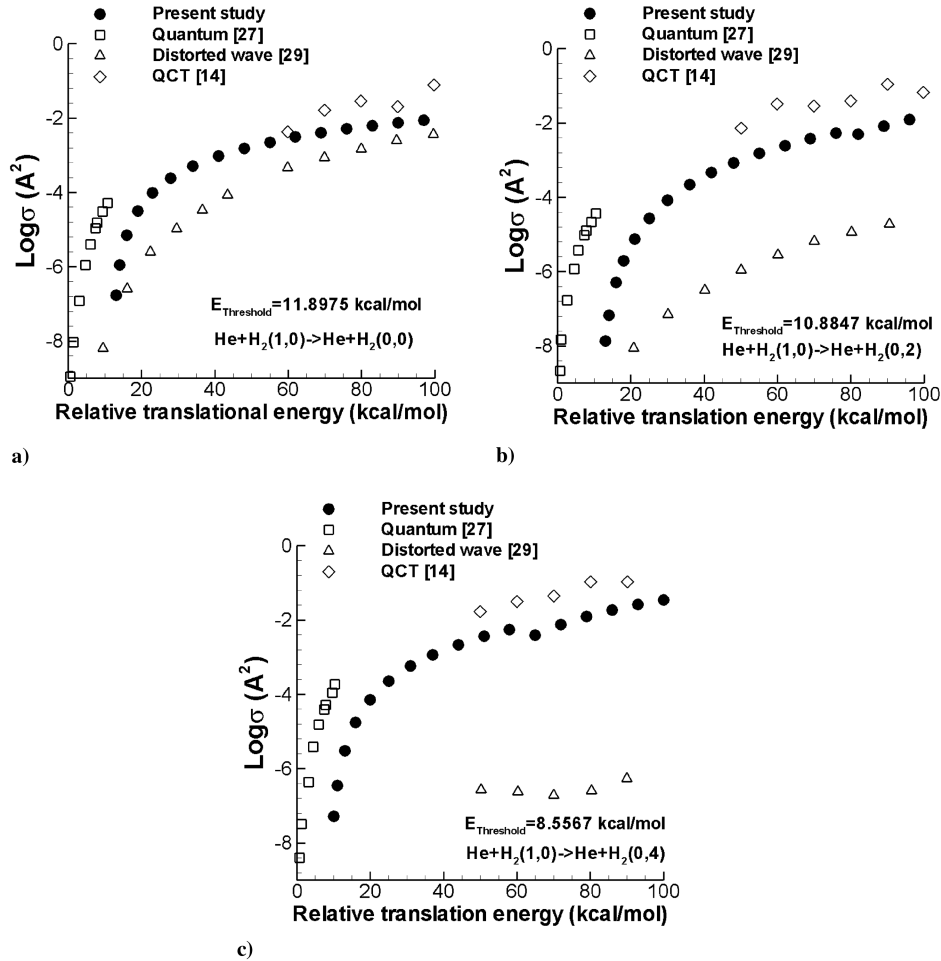 Present study
Quantum [27]
Distorted wave [29]
QCT [14]
0
-2
-4
-6
-8
Logσ (A²)
E_Threshold=11.8975 kcal/mol
He+H₂(1,0)->He+H₂(0,0)
0 20 40 60 80 100
Relative translational energy (kcal/mol)
a)
Present study
Quantum [27]
Distorted wave [29]
QCT [14]
0
-2
-4
-6
-8
Logσ (A²)
E_Threshold=10.8847 kcal/mol
He+H₂(1,0)->He+H₂(0,2)
0 20 40 60 80 100
Relative translation energy (kcal/mol)
b)
Present study
Quantum [27]
Distorted wave [29]
QCT [14]
0
-2
-4
-6
-8
Logσ (A²)
E_Threshold=8.5567 kcal/mol
He+H₂(1,0)->He+H₂(0,4)
0 20 40 60 80 100
Relative translation energy (kcal/mol)
c)